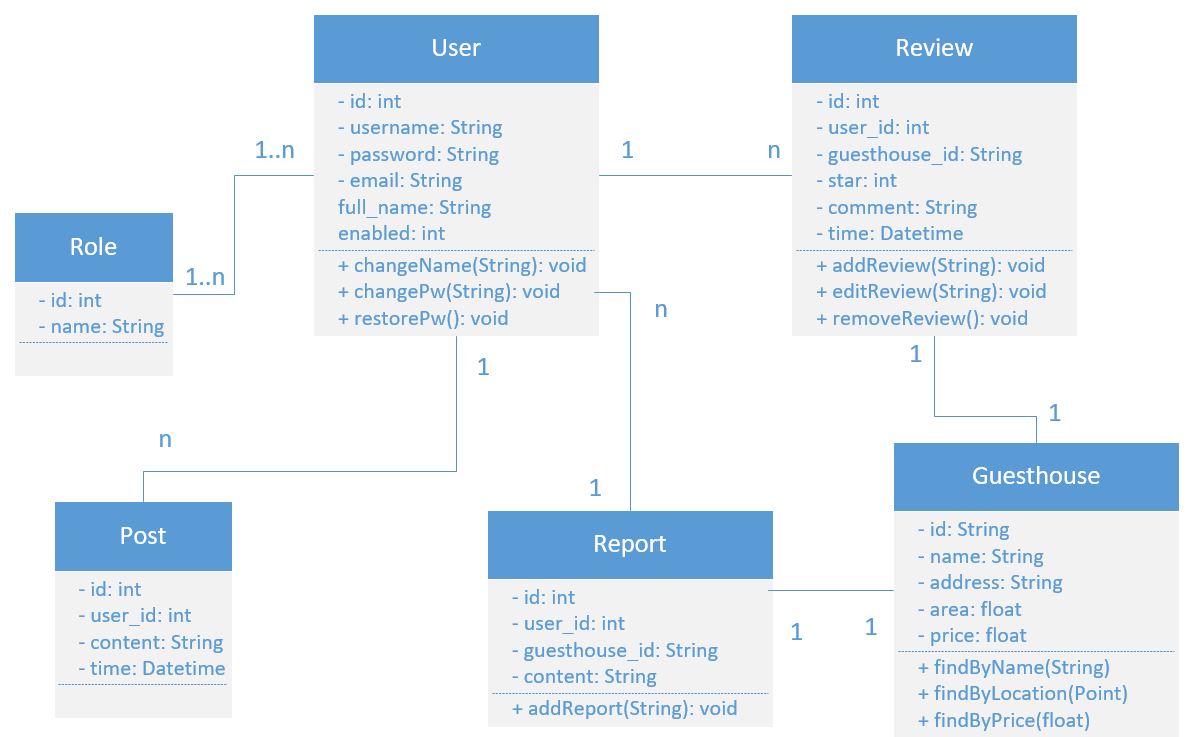 User
- id: int
- username: String
- password: String
- email: String
full_name: String
enabled: int
+ changeName(String): void
+ changePw(String): void
+ restorePw(): void
1
n
Review
- id: int
- user_id: int
- guesthouse_id: String
- star: int
- comment: String
- time: Datetime
+ addReview(String): void
+ editReview(String): void
+ removeReview(): void
1..n
1..n
Role
- id: int
- name: String
1
n
Post
- id: int
- user_id: int
- content: String
- time: Datetime
n
1
Report
- id: int
- user_id: int
- guesthouse_id: String
- content: String
+ addReport(String): void
1
1
1
1
Guesthouse
- id: String
- name: String
- address: String
- area: float
- price: float
+ findByName(String)
+ findByLocation(Point)
+ findByPrice(float)